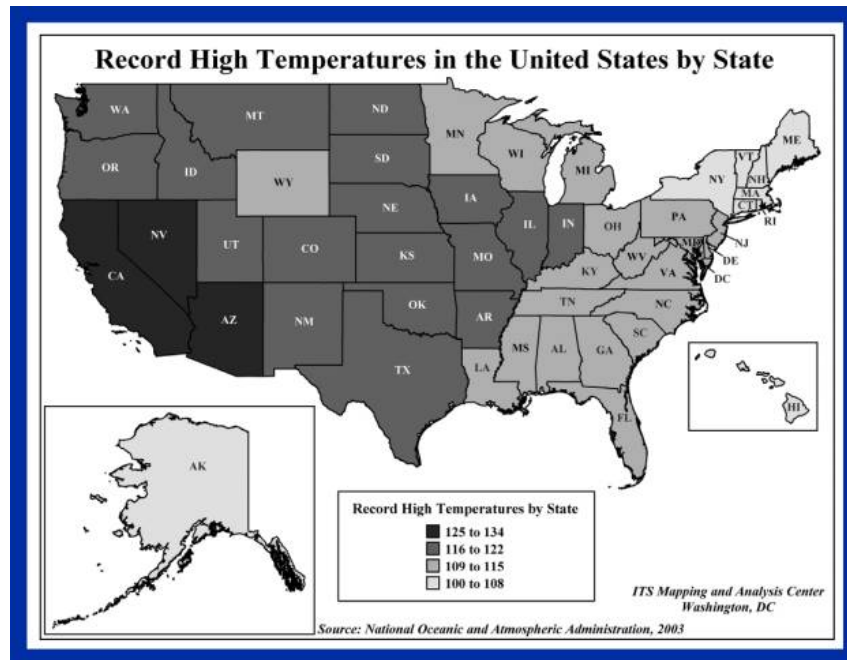 Record High Temperatures in the United States by State
WA
MT
ND
MN
ME
OR
ID
SD
WI
MI
VT
NH
NY
WY
MA
CT
RI
NE
IA
PA
NV
UT
CO
IL
IN
OH
NJ
MD
DE
DC
CA
KS
MO
WV
VA
KY
AZ
NM
OK
AR
TN
NC
TX
LA
MS
AL
GA
SC
FL
HI
AK
Record High Temperatures by State
125 to 134
116 to 122
109 to 115
100 to 108
ITS Mapping and Analysis Center
Washington, DC
Source: National Oceanic and Atmospheric Administration, 2003